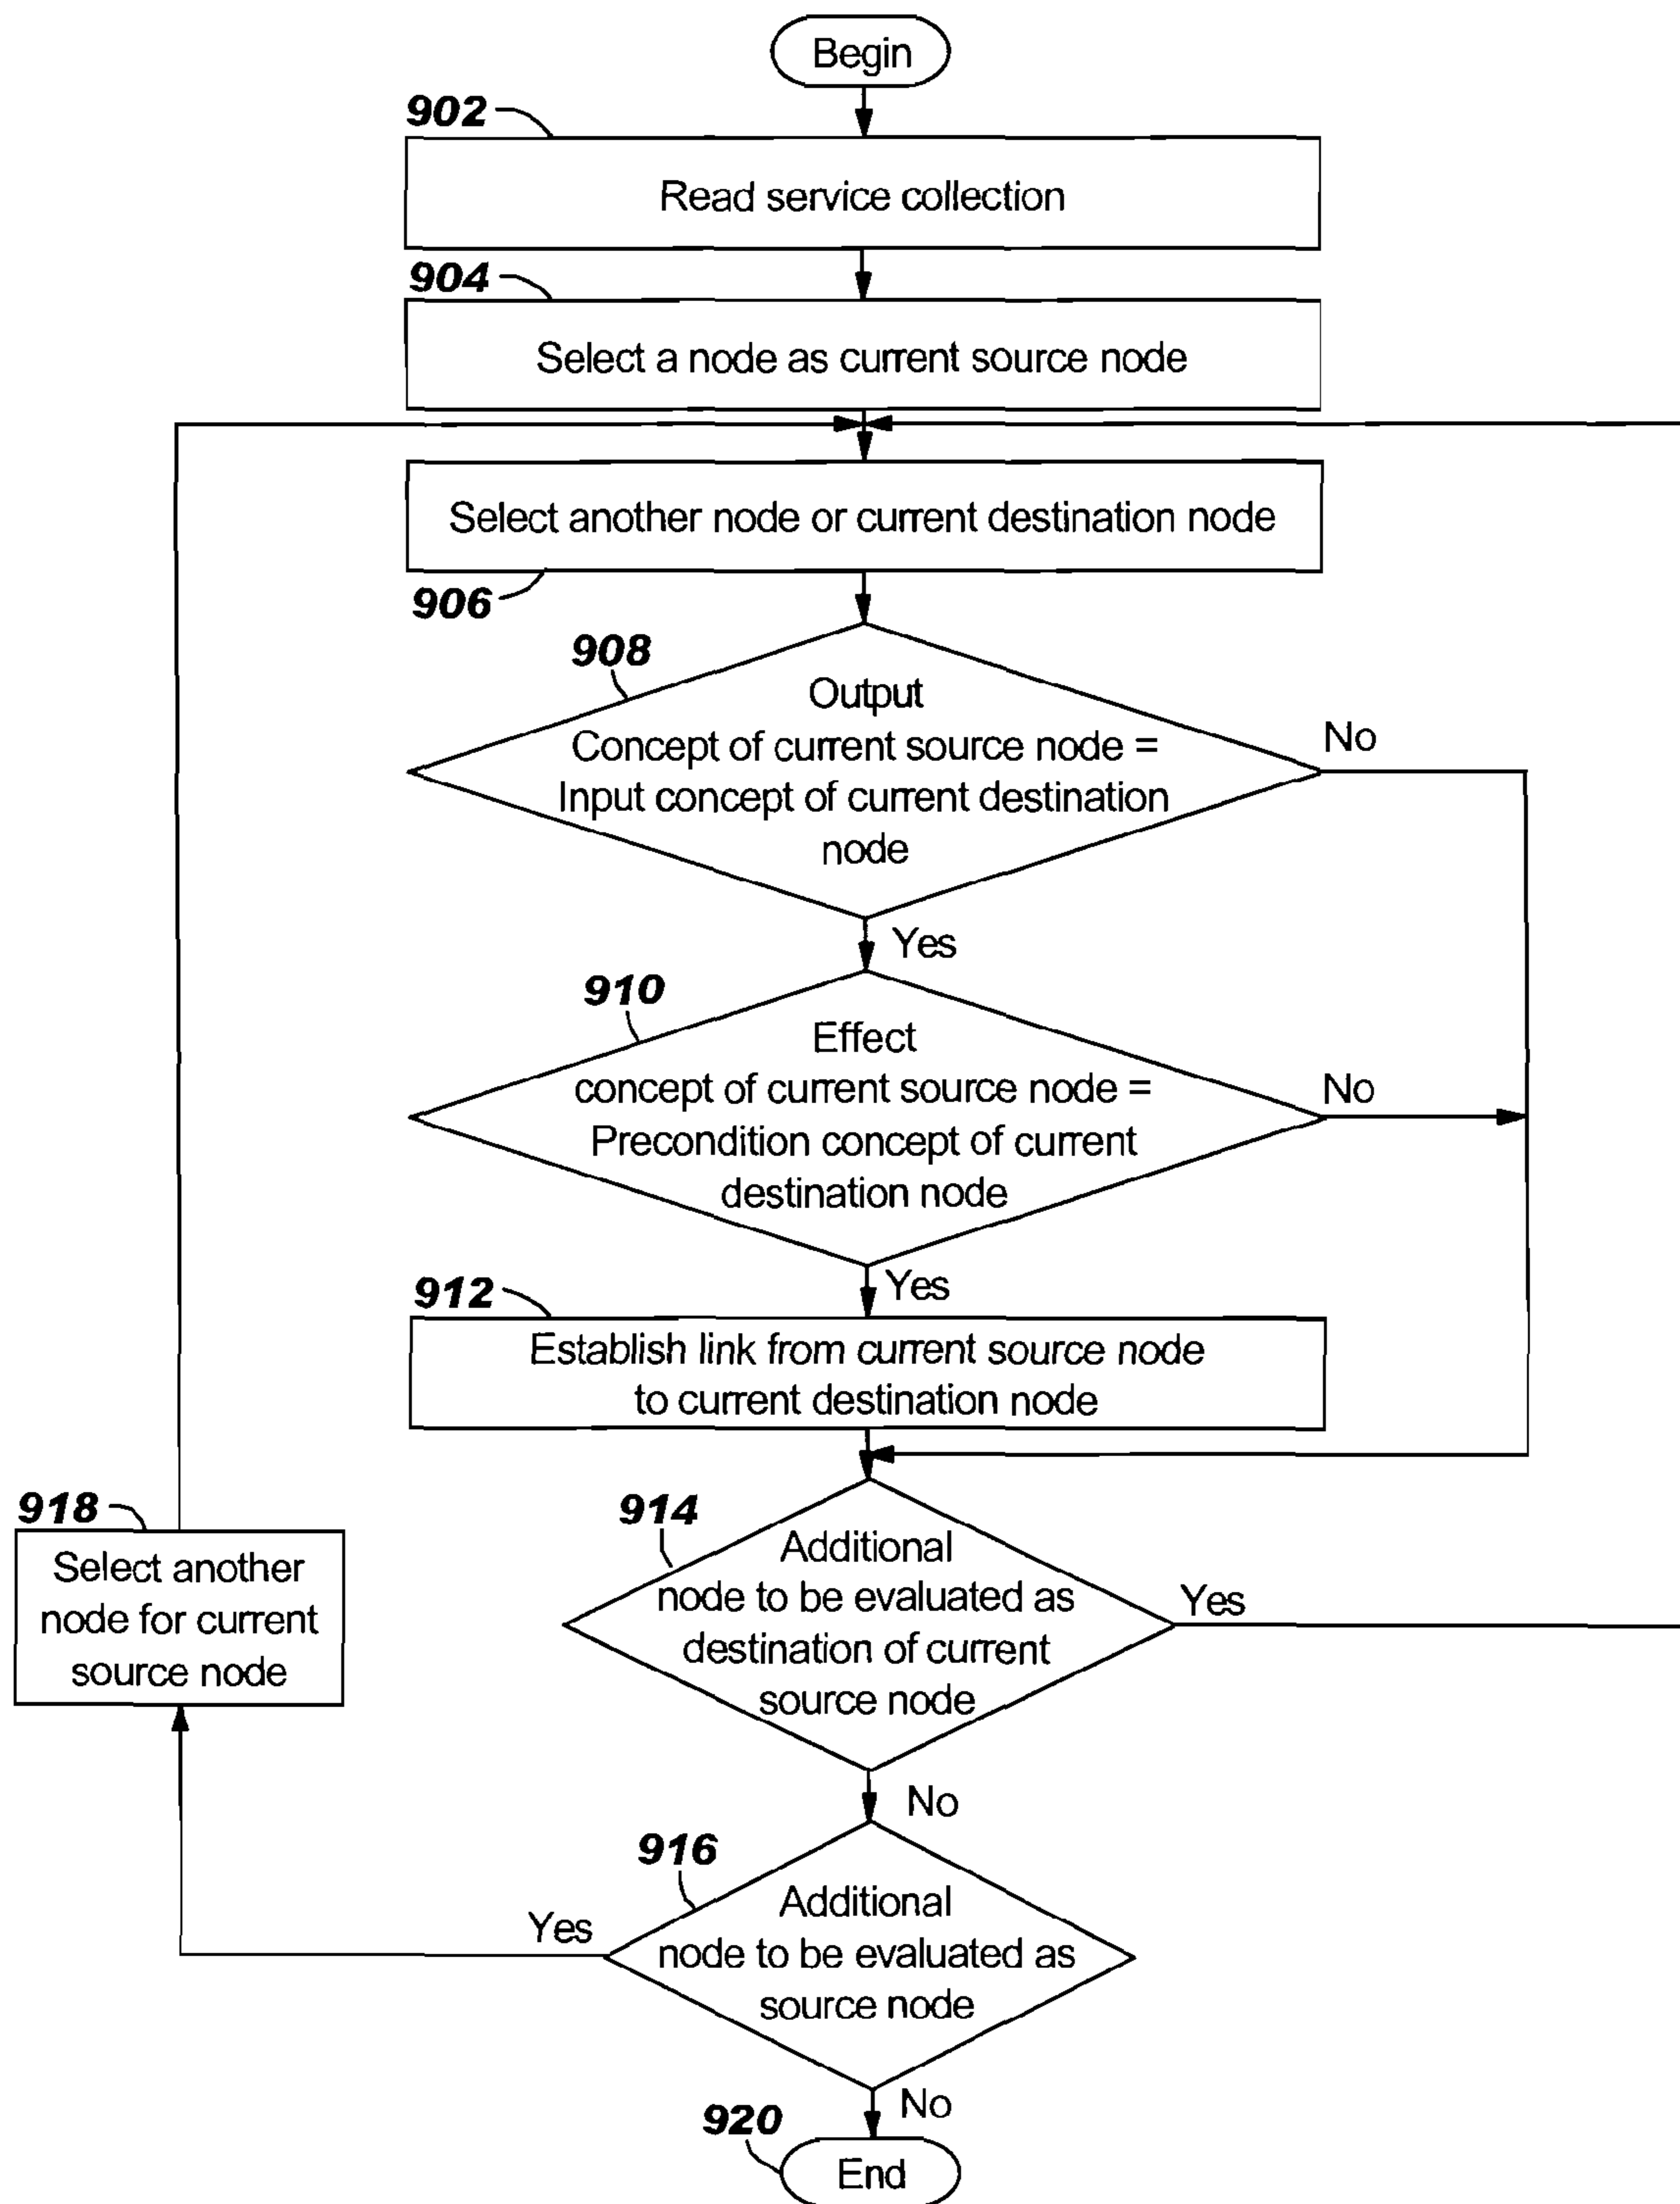 Begin
902
Read service collection
904
Select a node as current source node
Select another node or current destination node
906
908
Output
Concept of current source node =
Input concept of current destination
node
No
Yes
910
Effect
concept of current source node =
Precondition concept of current
destination node
No
Yes
912
Establish link from current source node
to current destination node
914
Additional
node to be evaluated as
destination of current
source node
Yes
No
918
Select another
node for current
source node
916
Additional
node to be evaluated as
source node
Yes
No
920
End